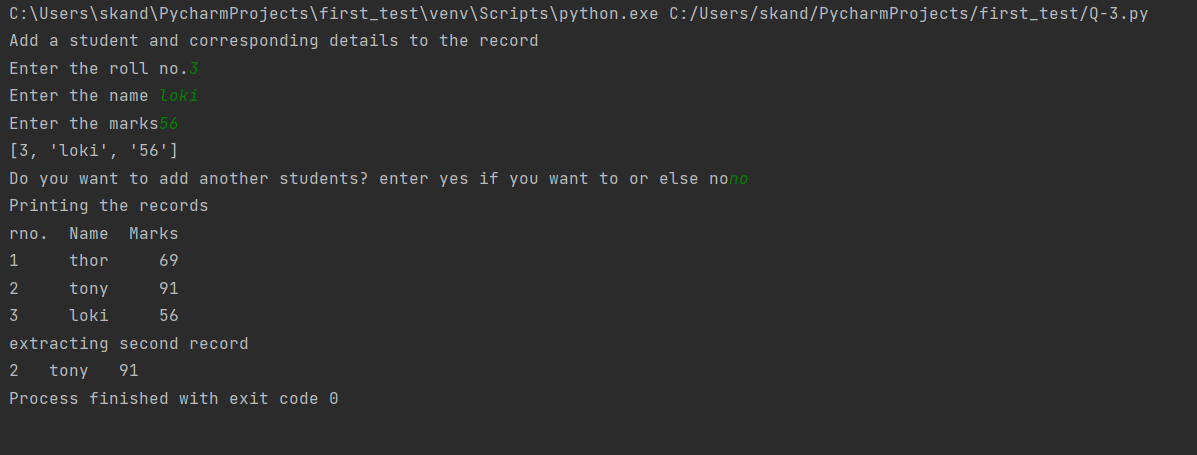 C:\Users\skand\PycharmProjects\first_test\venv\Scripts\python.exe C:/Users/skand/PycharmProjects/first_test/Q-3.py
Add a student and corresponding details to the record
Enter the roll no.3
Enter the name loki
Enter the marks56
[3, 'loki', '56']
Do you want to add another students? enter yes if you want to or else nono
Printing the records
rno.  Name  Marks
1     thor     69
2     tony     91
3     loki     56
extracting second record
2   tony   91
Process finished with exit code 0